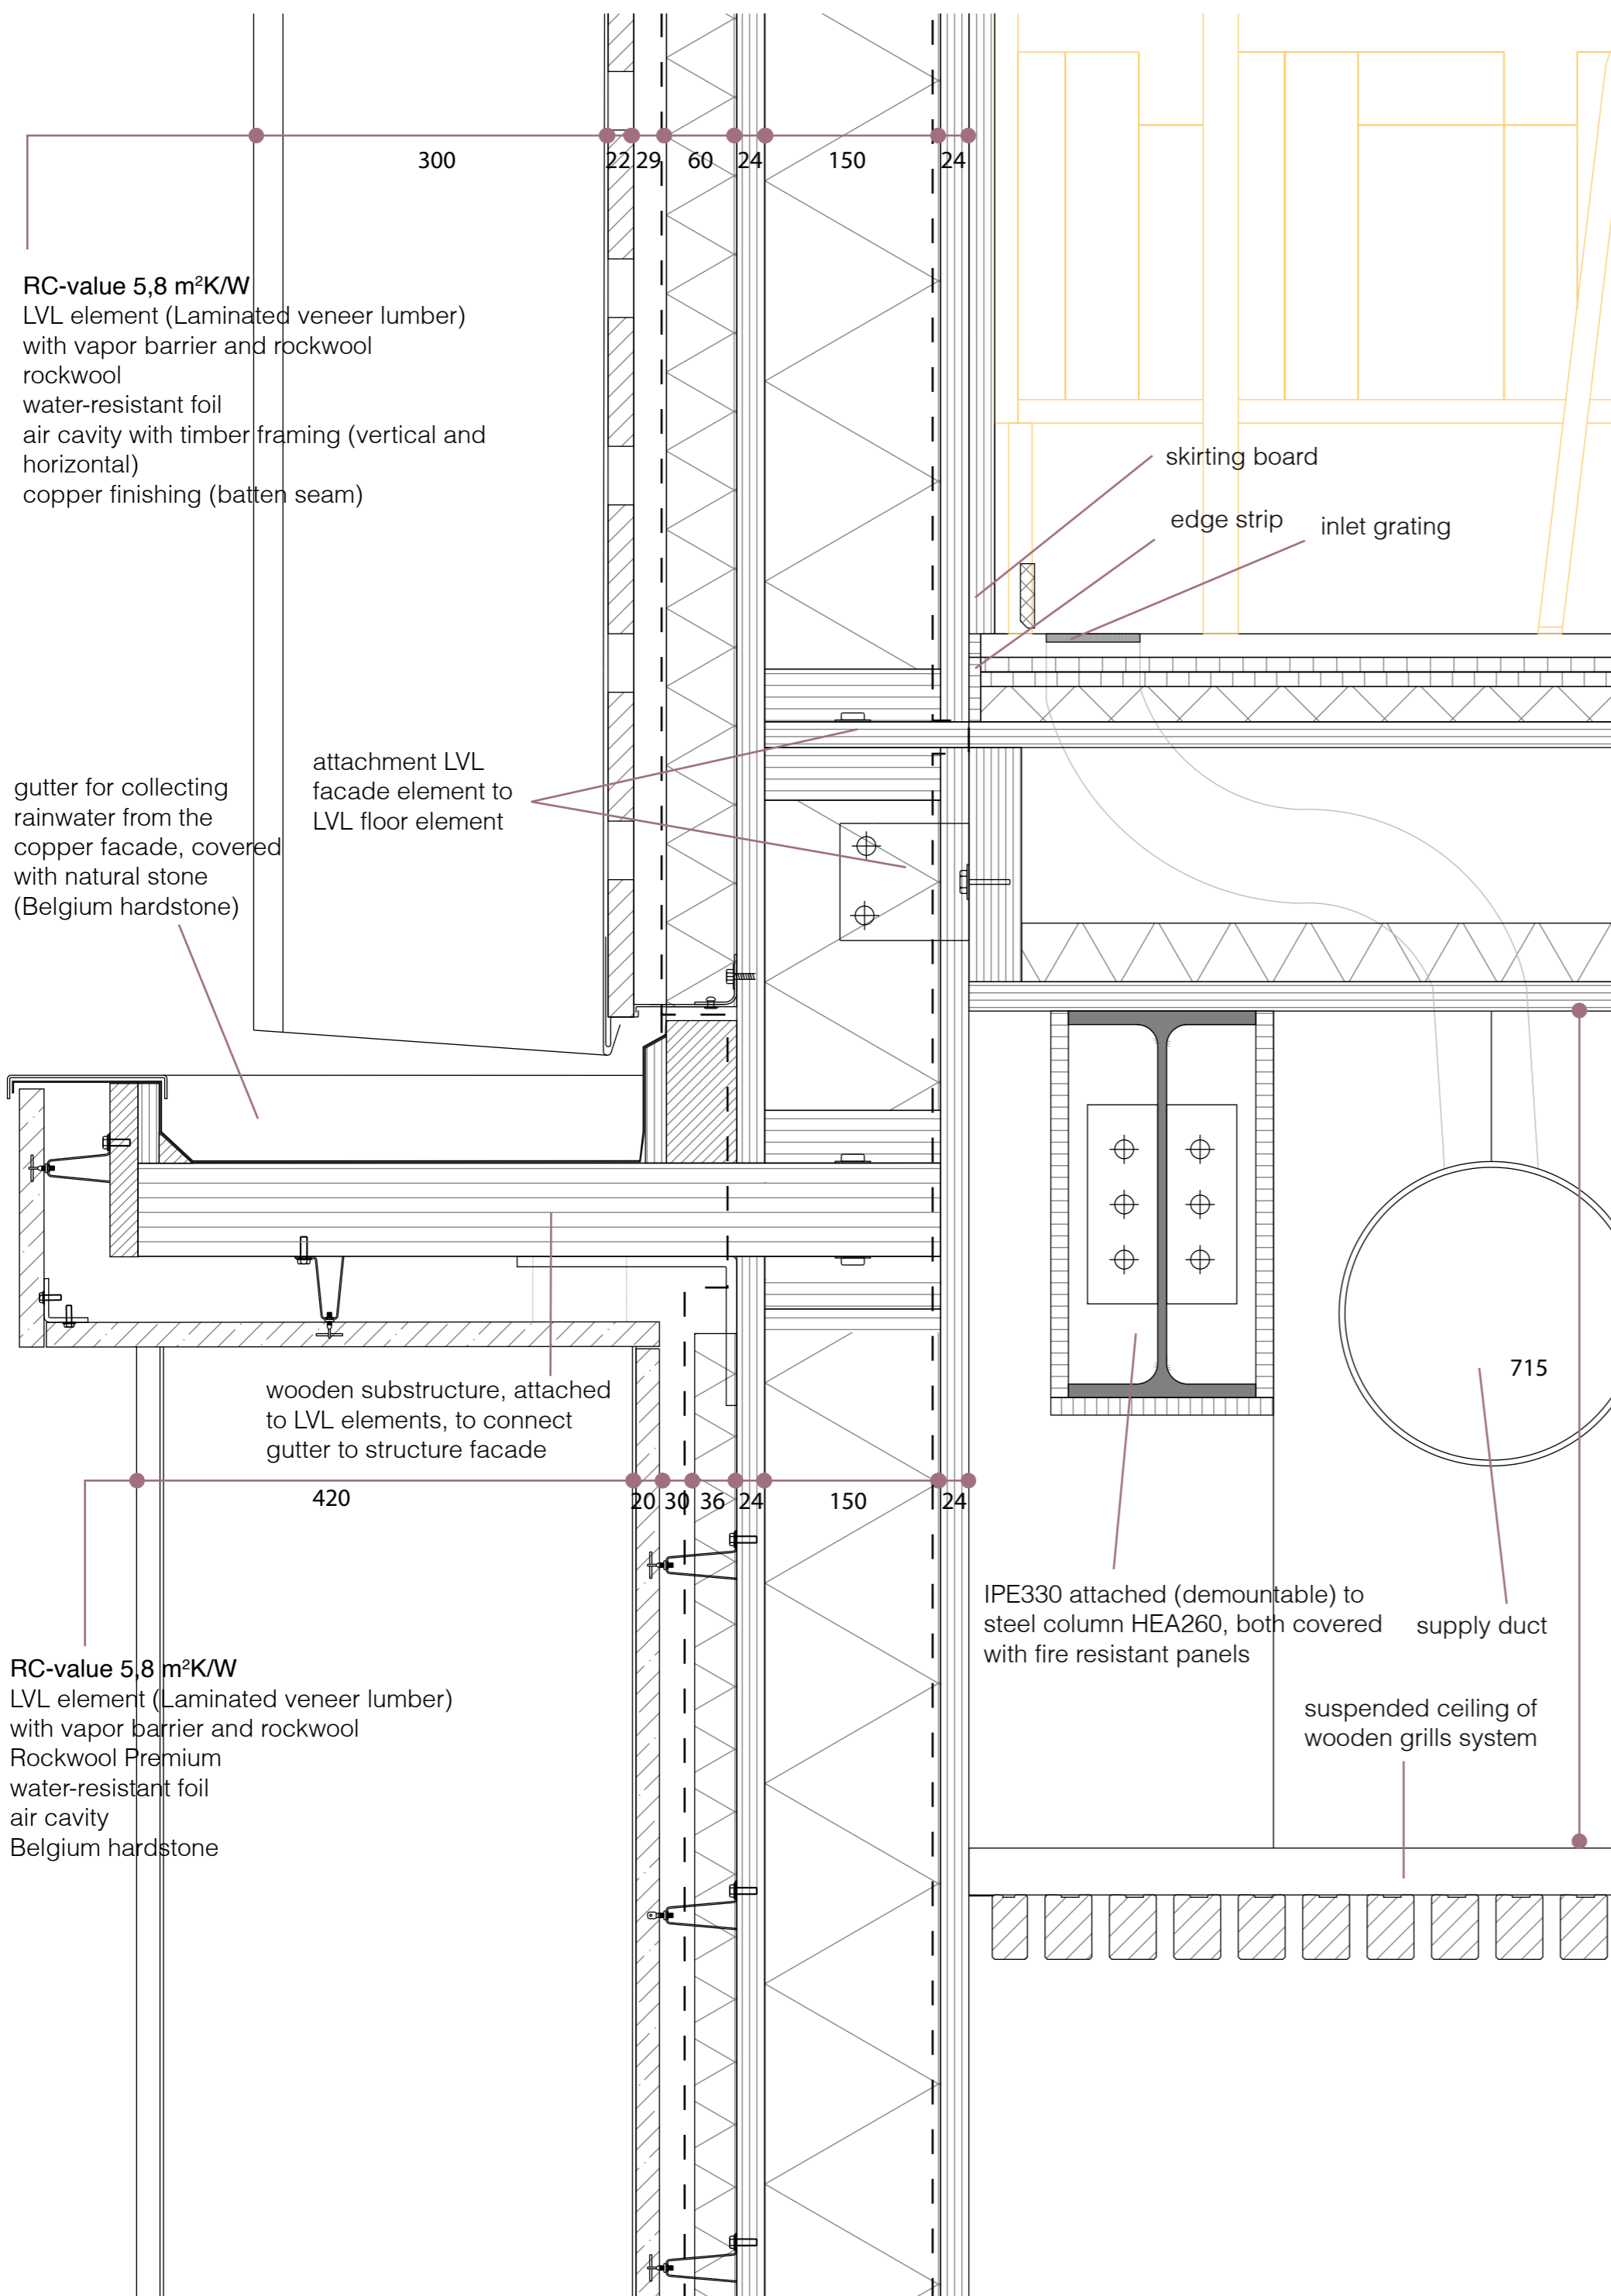 300
22 29 60 24 150 24
RC-value 5,8 m²K/W
LVL element (Laminated veneer lumber)
with vapor barrier and rockwool
rockwool
water-resistant foil
air cavity with timber framing (vertical and
horizontal)
copper finishing (batten seam)
skirting board
edge strip
inlet grating
attachment LVL
facade element to
LVL floor element
gutter for collecting
rainwater from the
copper facade, covered
with natural stone
(Belgium hardstone)
715
wooden substructure, attached
to LVL elements, to connect
gutter to structure facade
420
20 30 36 24 150 24
IPE330 attached (demountable) to
steel column HEA260, both covered
with fire resistant panels
supply duct
RC-value 5,8 m²K/W
LVL element (Laminated veneer lumber)
with vapor barrier and rockwool
Rockwool Premium
water-resistant foil
air cavity
Belgium hardstone
suspended ceiling of
wooden grills system